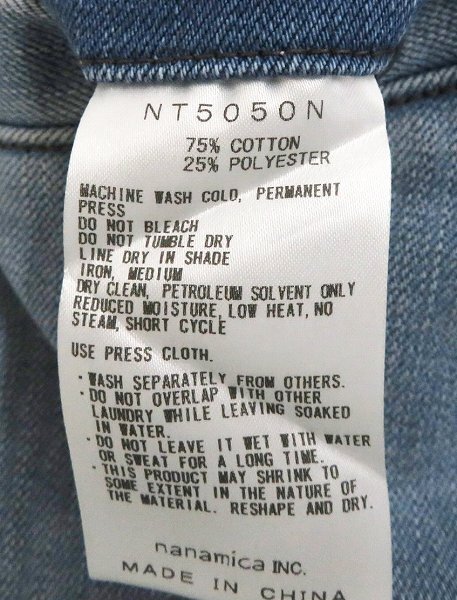 NT5050N
75% COTTON
25% POLYESTER
MACHINE WASH COLD, PERMANENT
PRESS
DO NOT BLEACH
DO NOT TUMBLE DRY
LINE DRY IN SHADE
IRON, MEDIUM
DRY CLEAN, PETROLEUM SOLVENT ONLY
REDUCED MOISTURE, LOW HEAT, NO
STEAM, SHORT CYCLE
USE PRESS CLOTH.
·WASH SEPARATELY FROM OTHERS.
·DO NOT OVERLAP WITH OTHER
LAUNDRY WHILE LEAVING SOAKED
IN WATER.
·DO NOT LEAVE IT WET WITH WATER
OR SWEAT FOR A LONG TIME.
·THIS PRODUCT MAY SHRINK TO
SOME EXTENT IN THE NATURE OF
THE MATERIAL. RESHAPE AND DRY.
nanamica INC.
MADE IN CHINA